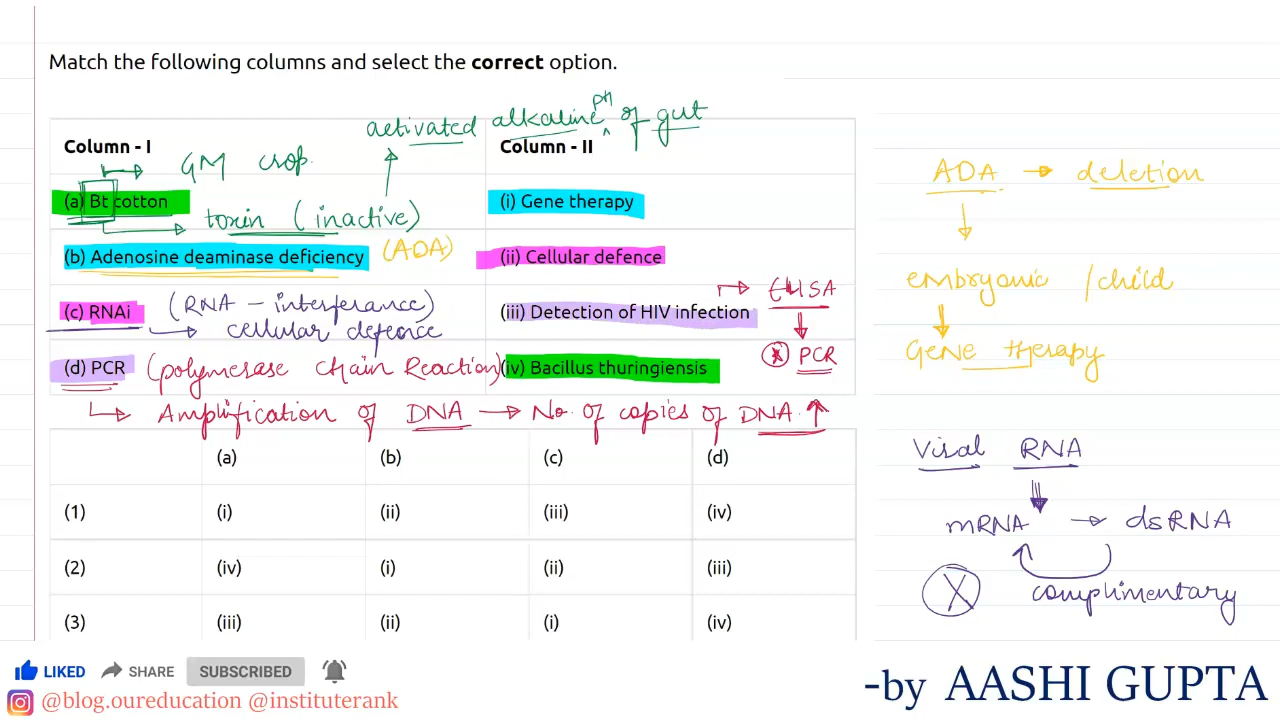 Match the following columns and select the correct option.
activated alkaline pH of gut
Column - I
Column - II
GM crop
(a) Bt cotton
(i) Gene therapy
toxin (inactive)
(b) Adenosine deaminase deficiency (ADA)
(ii) Cellular defence
(c) RNAi (RNA - interferance)
cellular defence
(iii) Detection of HIV infection
ELISA
PCR
(d) PCR (polymerase chain Reaction)
(iv) Bacillus thuringiensis
Amplification of DNA → No. of copies of DNA ↑
(a) (b) (c) (d)
(1) (i) (ii) (iii) (iv)
(2) (iv) (i) (ii) (iii)
(3) (iii) (ii) (i) (iv)
ADA → deletion
embryonic /child
Gene therapy
Viral RNA
mRNA → dsRNA
X complimentary
LIKED SHARE SUBSCRIBED
@blog.oureducation @instituterank
-by AASHI GUPTA